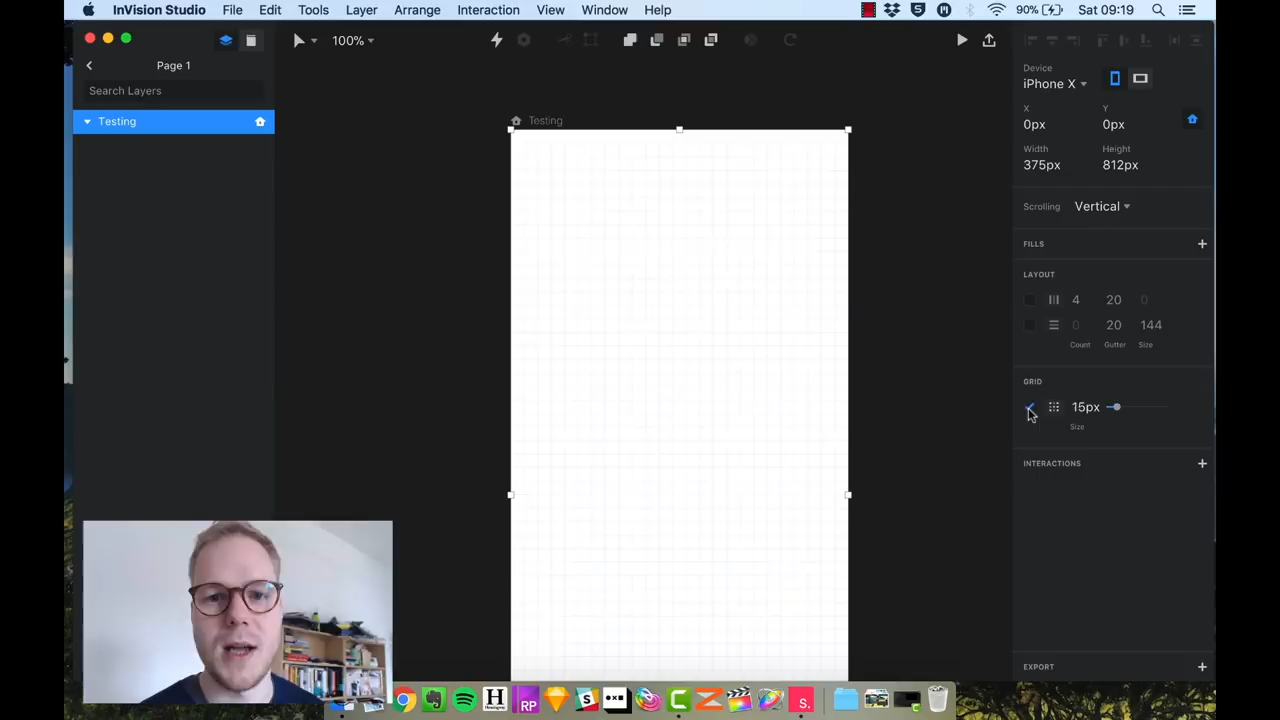 InVision Studio File Edit Tools Layer Arrange Interaction View Window Help 90% Sat 09:19
Page 1
100%
Search Layers
Testing
Testing
Device
iPhone X
X Y
0px 0px
Width Height
375px 812px
Scrolling Vertical
FILLS
LAYOUT
4 20 0
0 20 144
Count Gutter Size
GRID
15px
Size
INTERACTIONS
EXPORT
H RP S.